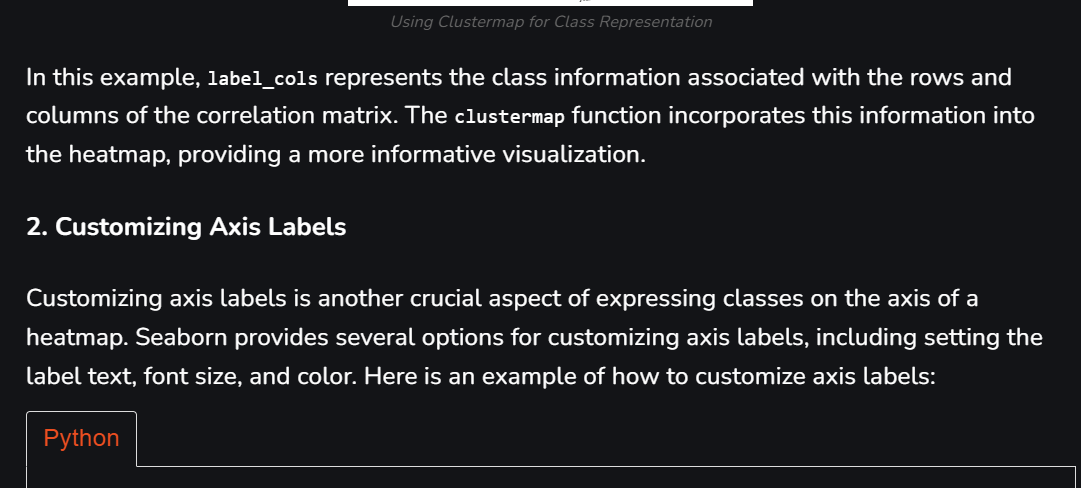 Using Clustermap for Class Representation
In this example, label_cols represents the class information associated with the rows and
columns of the correlation matrix. The clustermap function incorporates this information into
the heatmap, providing a more informative visualization.
2. Customizing Axis Labels
Customizing axis labels is another crucial aspect of expressing classes on the axis of a
heatmap. Seaborn provides several options for customizing axis labels, including setting the
label text, font size, and color. Here is an example of how to customize axis labels:
Python